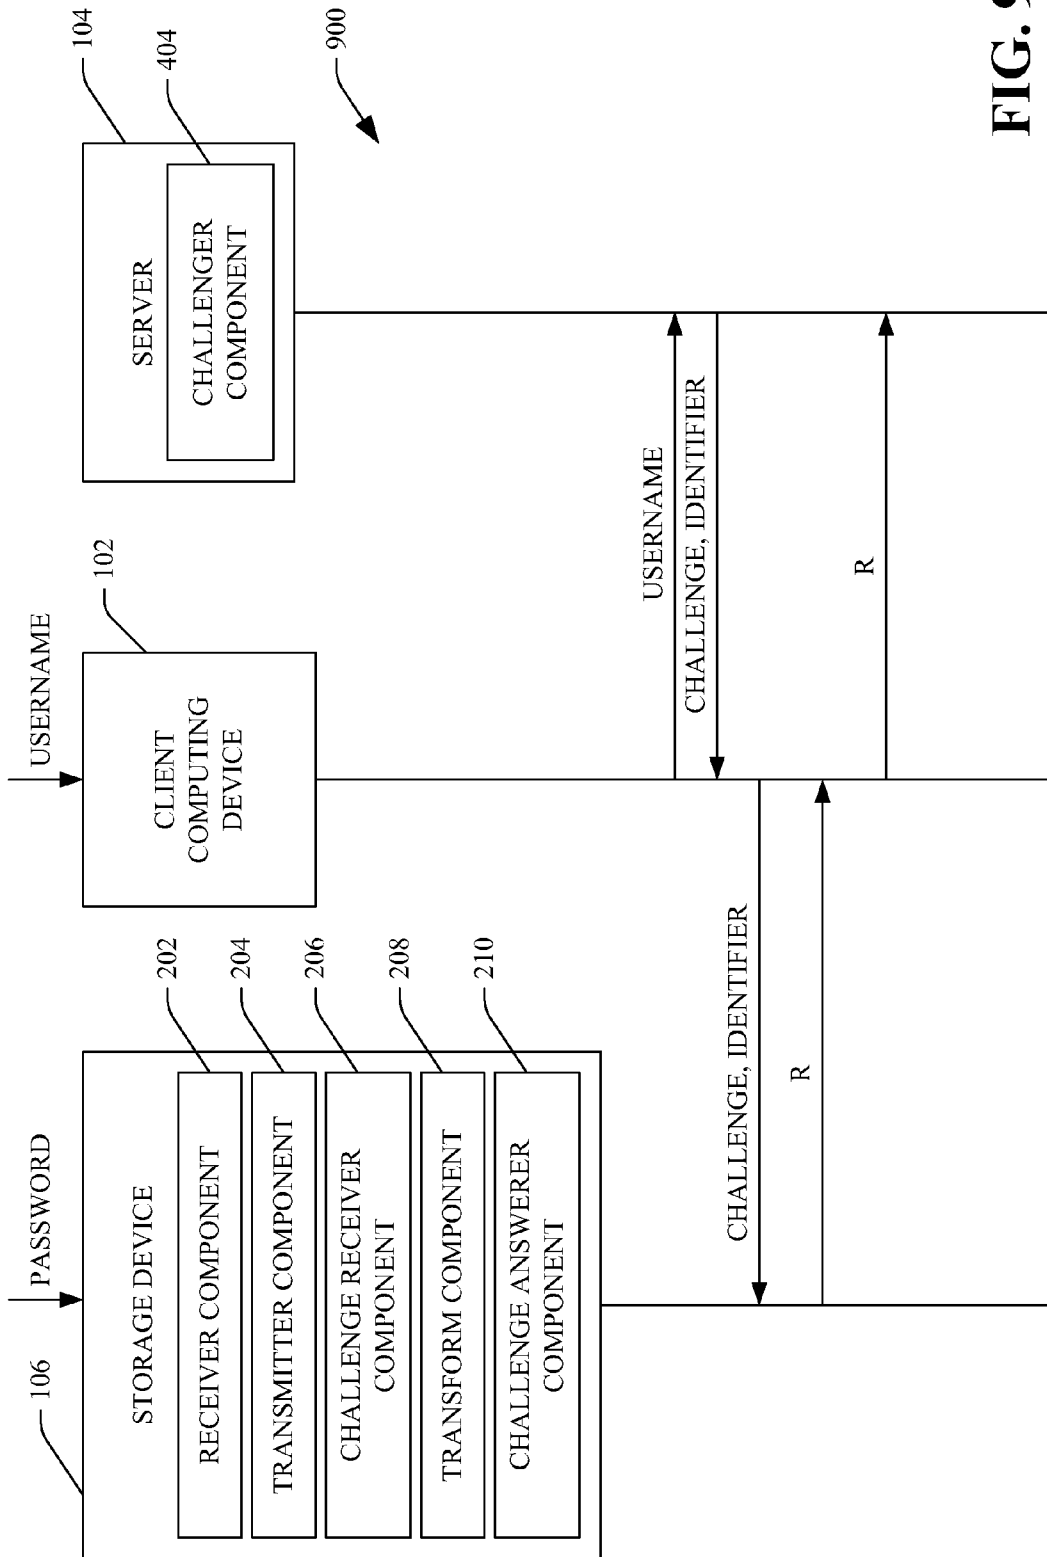 PASSWORD
106
STORAGE DEVICE
RECEIVER COMPONENT
202
TRANSMITTER COMPONENT
204
CHALLENGE RECEIVER
COMPONENT
206
TRANSFORM COMPONENT
208
CHALLENGE ANSWERER
COMPONENT
210
USERNAME
CLIENT
COMPUTING
DEVICE
102
SERVER
104
CHALLENGER
COMPONENT
404
900
USERNAME
CHALLENGE, IDENTIFIER
CHALLENGE, IDENTIFIER
R
R
FIG. 9